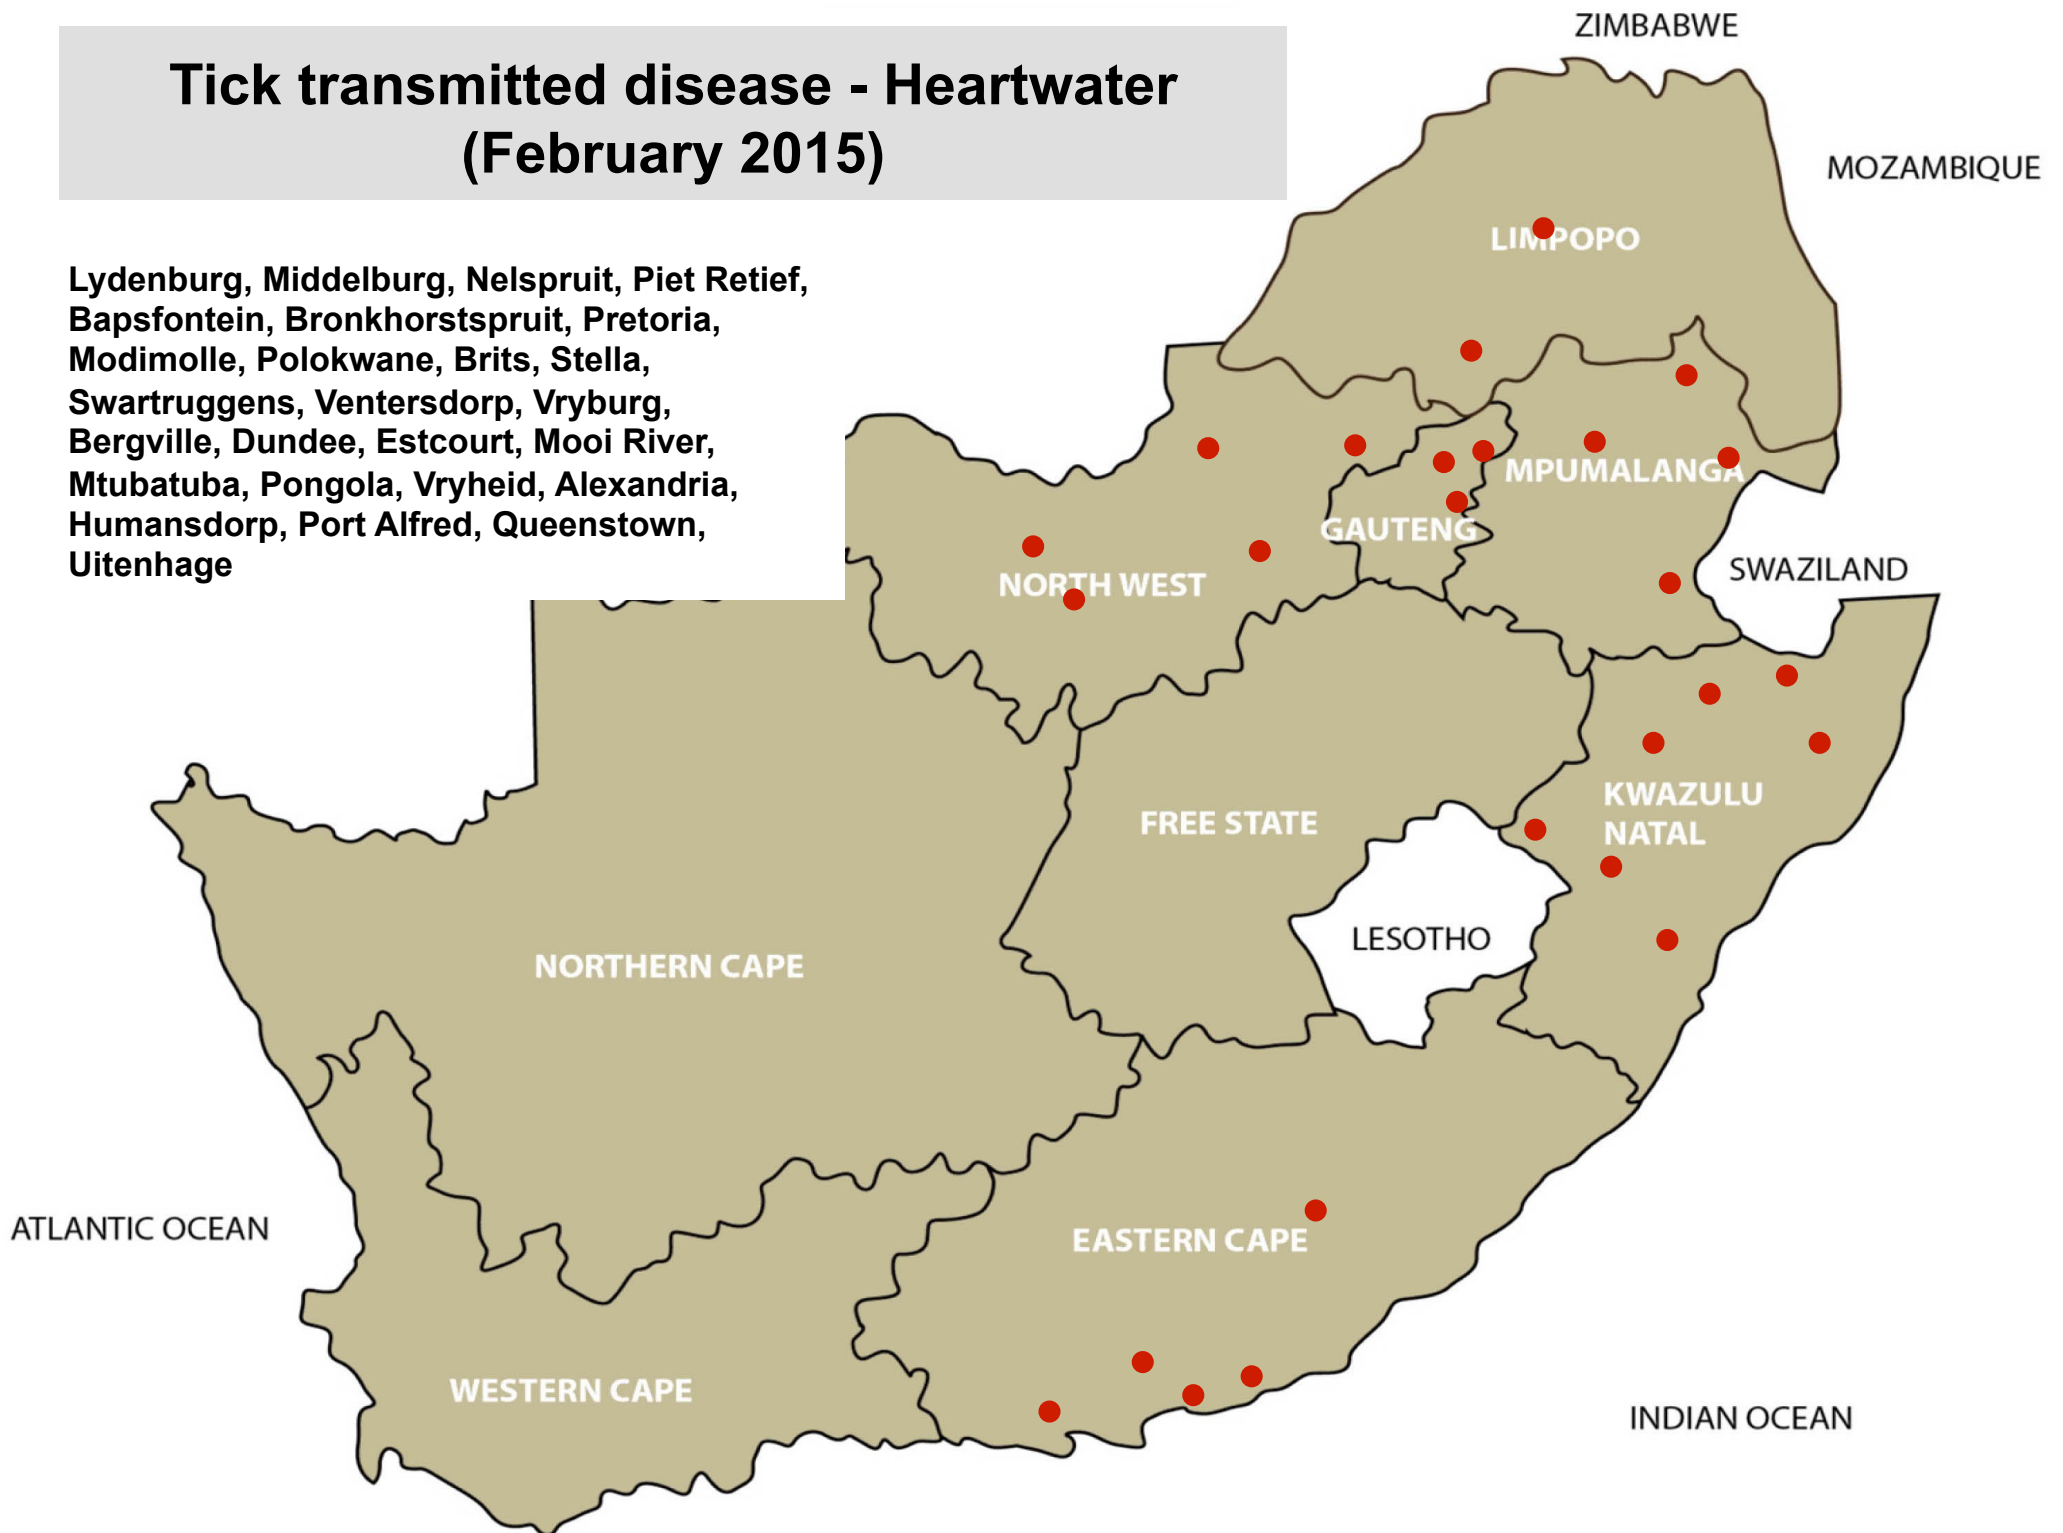 Tick transmitted disease - Heartwater
(February 2015)
Lydenburg, Middelburg, Nelspruit, Piet Retief,
Bapsfontein, Bronkhorstspruit, Pretoria,
Modimolle, Polokwane, Brits, Stella,
Swartruggens, Ventersdorp, Vryburg,
Bergville, Dundee, Estcourt, Mooi River,
Mtubatuba, Pongola, Vryheid, Alexandria,
Humansdorp, Port Alfred, Queenstown,
Uitenhage
ZIMBABWE
MOZAMBIQUE
LIMPOPO
MPUMALANGA
GAUTENG
SWAZILAND
NORTH WEST
KWAZULU
NATAL
FREE STATE
LESOTHO
NORTHERN CAPE
ATLANTIC OCEAN
EASTERN CAPE
WESTERN CAPE
INDIAN OCEAN